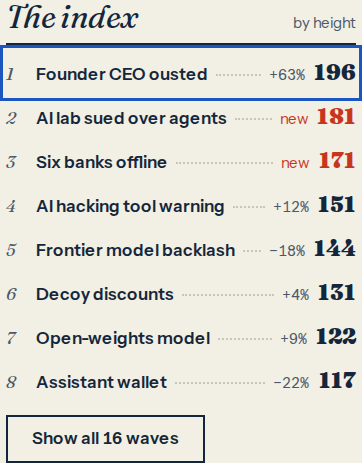 The index by height
1 Founder CEO ousted +63% 196
2 AI lab sued over agents new 181
3 Six banks offline new 171
4 AI hacking tool warning +12% 151
5 Frontier model backlash −18% 144
6 Decoy discounts +4% 131
7 Open-weights model +9% 122
8 Assistant wallet −22% 117
Show all 16 waves